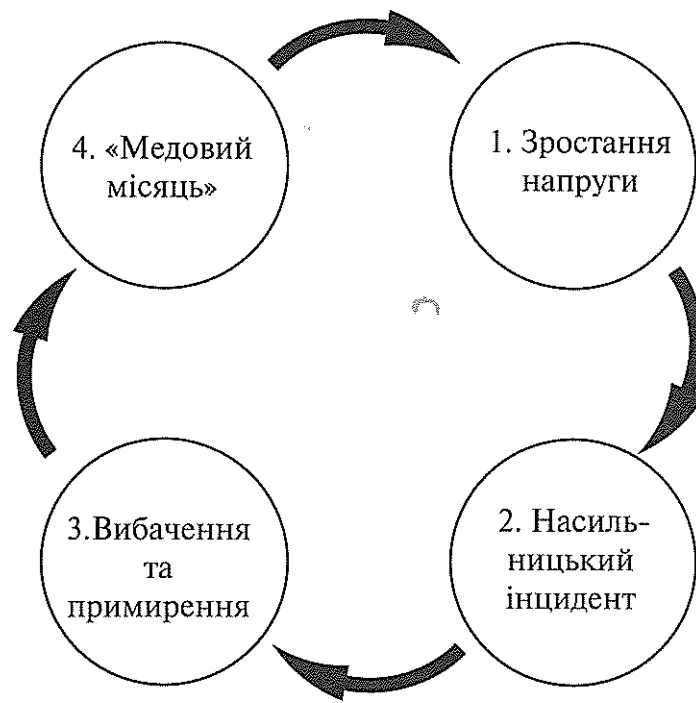 4. «Медовий
місяць»
1. Зростання
напруги
3.Вибачення
та
примирення
2. Насиль-
ницький
інцидент